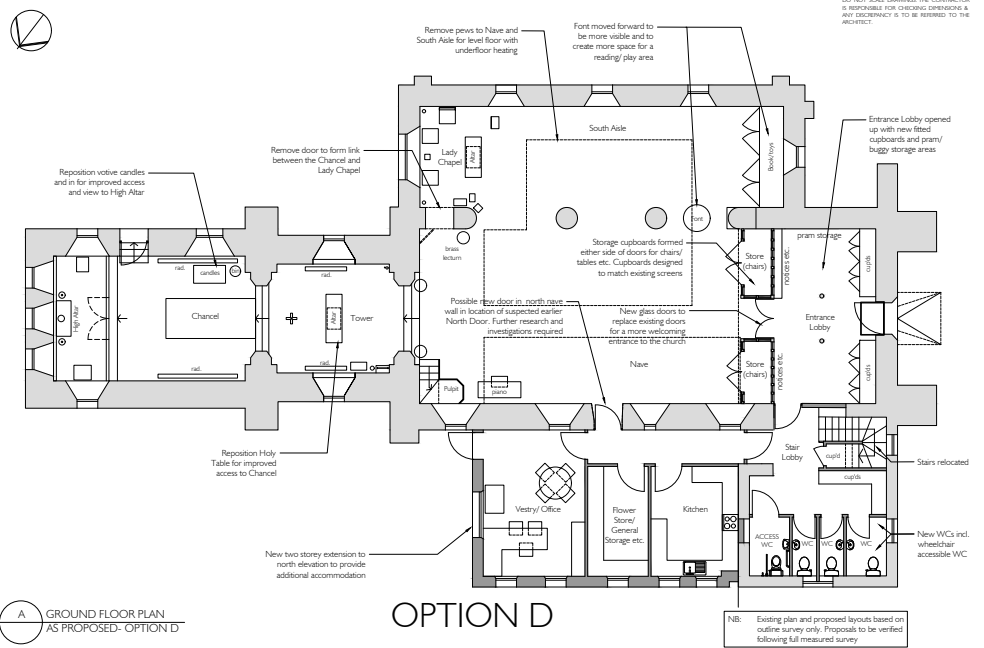 DO NOT SCALE DRAWINGS. THE CONTRACTOR
IS RESPONSIBLE FOR CHECKING DIMENSIONS &
ANY DISCREPANCY IS TO BE REFERRED TO THE
ARCHITECT.
Remove pews to Nave and
South Aisle for level floor with
underfloor heating
Font moved forward to
be more visible and to
create more space for a
reading/ play area
Entrance Lobby opened
up with new fitted
cupboards and pram/
buggy storage areas
Remove door to form link
between the Chancel and
Lady Chapel
Reposition votive candles
and in for improved access
and view to High Altar
South Aisle
Lady
Chapel
Altar
Book/toys
Font
brass
lecturn
Storage cupboards formed
either side of doors for chairs/
tables etc. Cupboards designed
to match existing screens
Store
(chairs)
notices etc.
pram storage
cup'ds
rad.
candles
bin
rad.
High Altar
Chancel
Altar
Tower
rad.
rad.
Possible new door in north nave
wall in location of suspected earlier
North Door. Further research and
investigations required
New glass doors to
replace existing doors
for a more welcoming
entrance to the church
Entrance
Lobby
Nave
Store
(chairs)
notices etc.
cup'ds
Pulpit
piano
Reposition Holy
Table for improved
access to Chancel
Stair
Lobby
cup'd
cup'ds
Stairs relocated
Vestry/ Office
Flower
Store/
General
Storage etc.
Kitchen
ACCESS
WC
WC
WC
WC
New WCs incl.
wheelchair
accessible WC
New two storey extension to
north elevation to provide
additional accommodation
A
GROUND FLOOR PLAN
AS PROPOSED- OPTION D
OPTION D
NB: Existing plan and proposed layouts based on
outline survey only. Proposals to be verified
following full measured survey